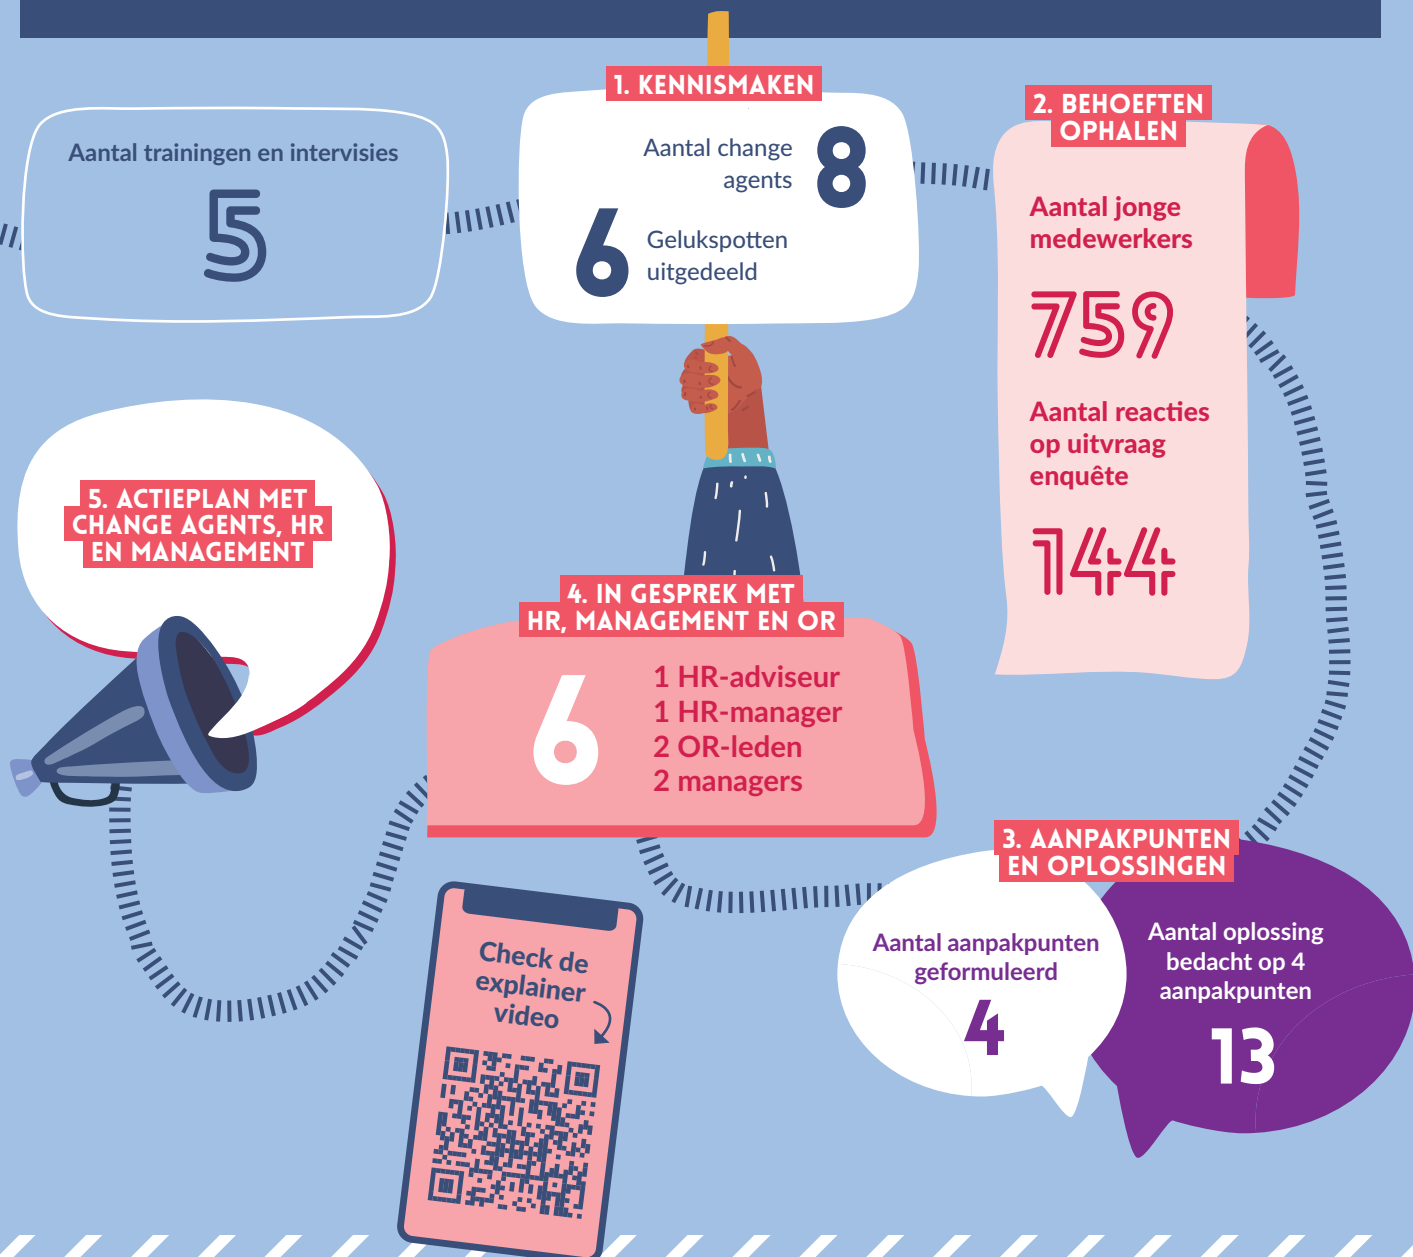 Aantal trainingen en intervisies
5
1. KENNISMAKEN
Aantal change
agents
8
6
Gelukspotten
uitgedeeld
2. BEHOEFTEN
OPHALEN
Aantal jonge
medewerkers
759
Aantal reacties
op uitvraag
enquête
144
3. AANPAKPUNTEN
EN OPLOSSINGEN
Aantal aanpakpunten
geformuleerd
4
Aantal oplossing
bedacht op 4
aanpakpunten
13
4. IN GESPREK MET
HR, MANAGEMENT EN OR
6
1 HR-adviseur
1 HR-manager
2 OR-leden
2 managers
5. ACTIEPLAN MET
CHANGE AGENTS, HR
EN MANAGEMENT
Check de
explainer
video